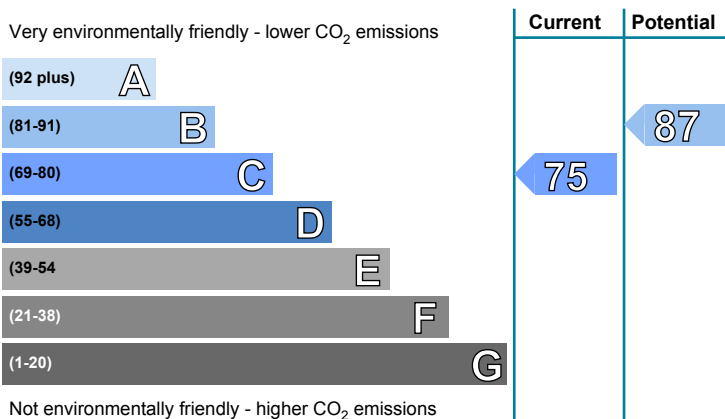 Very environmentally friendly - lower CO2 emissions
Current
Potential
(92 plus) A
(81-91) B
87
(69-80) C
75
(55-68) D
(39-54 E
(21-38) F
(1-20) G
Not environmentally friendly - higher CO2 emissions